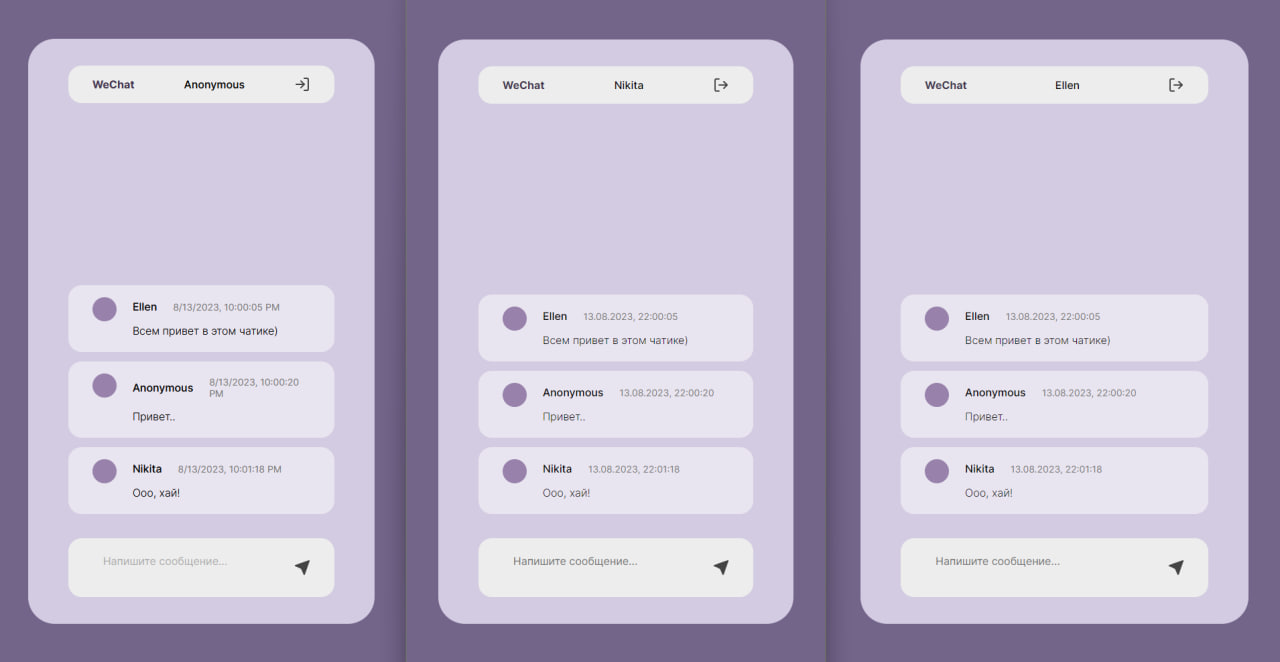 WeChat Anonymous
Ellen 8/13/2023, 10:00:05 PM
Всем привет в этом чатике)
Anonymous 8/13/2023, 10:00:20
PM
Привет..
Nikita 8/13/2023, 10:01:18 PM
Ооо, хай!
Напишите сообщение...
WeChat Nikita
Ellen 13.08.2023, 22:00:05
Всем привет в этом чатике)
Anonymous 13.08.2023, 22:00:20
Привет..
Nikita 13.08.2023, 22:01:18
Ооо, хай!
Напишите сообщение...
WeChat Ellen
Ellen 13.08.2023, 22:00:05
Всем привет в этом чатике)
Anonymous 13.08.2023, 22:00:20
Привет..
Nikita 13.08.2023, 22:01:18
Ооо, хай!
Напишите сообщение...